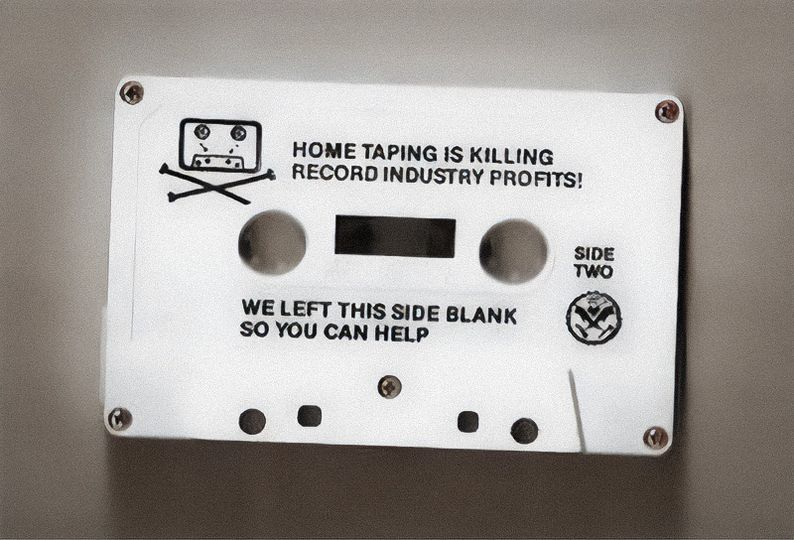 HOME TAPING IS KILLING
RECORD INDUSTRY PROFITS!
SIDE
TWO
WE LEFT THIS SIDE BLANK
SO YOU CAN HELP